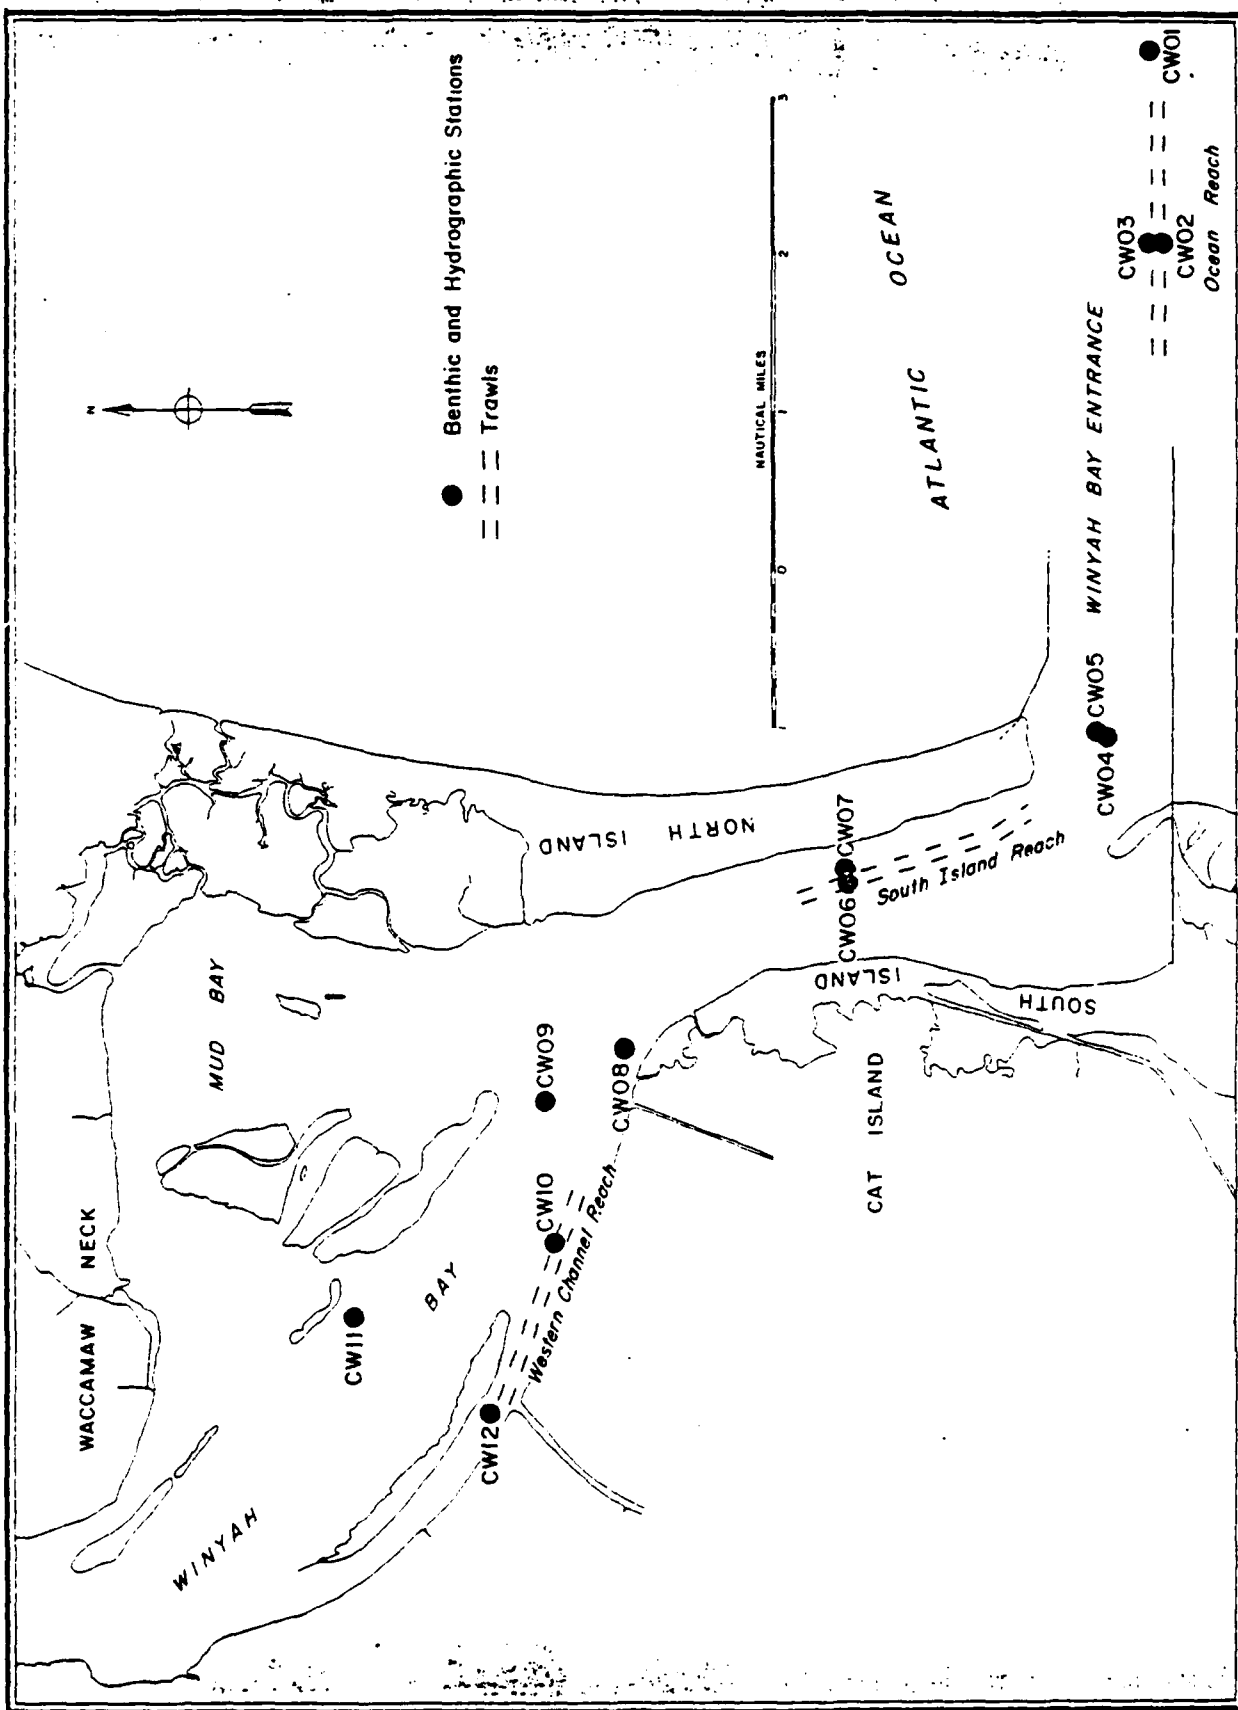 N
Benthic and Hydrographic Stations
Trawls
WACCAMAW NECK
MUD BAY
WINYAH
BAY
CW11
CW12
CW10
CW09
CW08
Western Channel Reach
NORTH
ISLAND
NAUTICAL MILES
1 0 1 2 3
ATLANTIC OCEAN
CW06
CW07
South Island Reach
SOUTH
ISLAND
CAT ISLAND
CW04
CW05
WINYAH BAY ENTRANCE
CW03
CW02
CW01
Ocean Reach